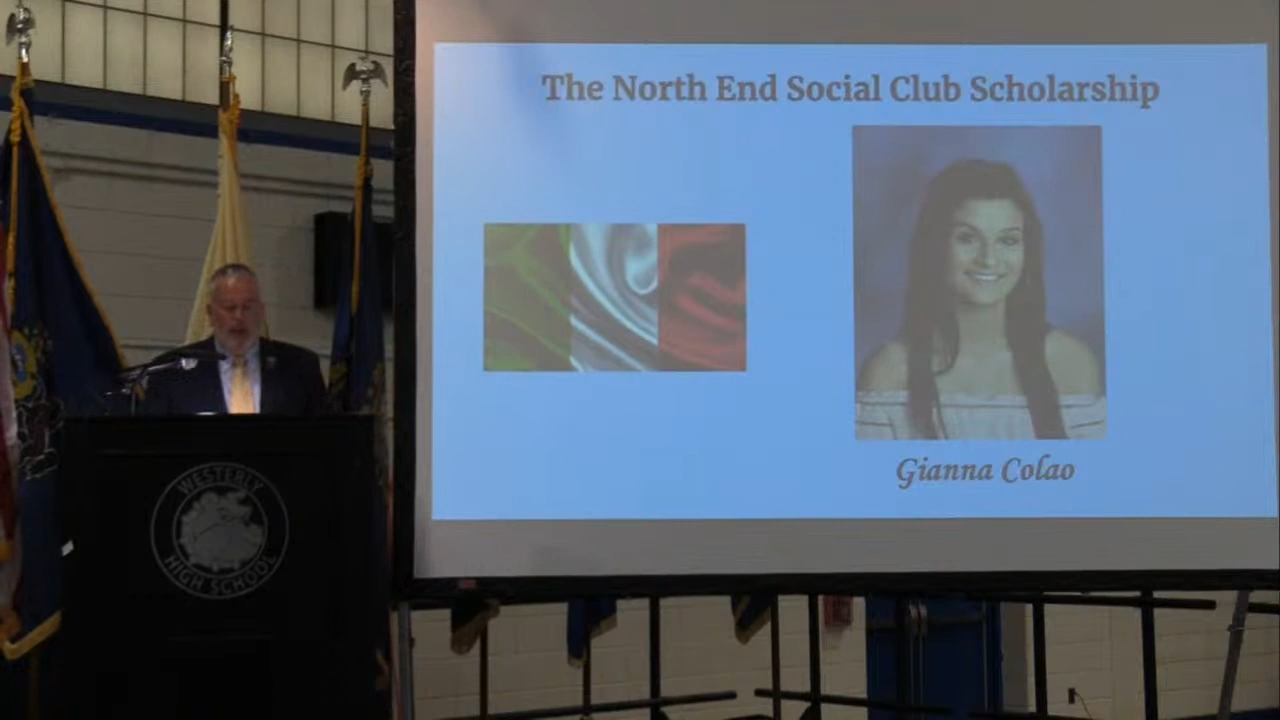 The North End Social Club Scholarship
Gianna Colao
WESTERLY
HIGH SCHOOL